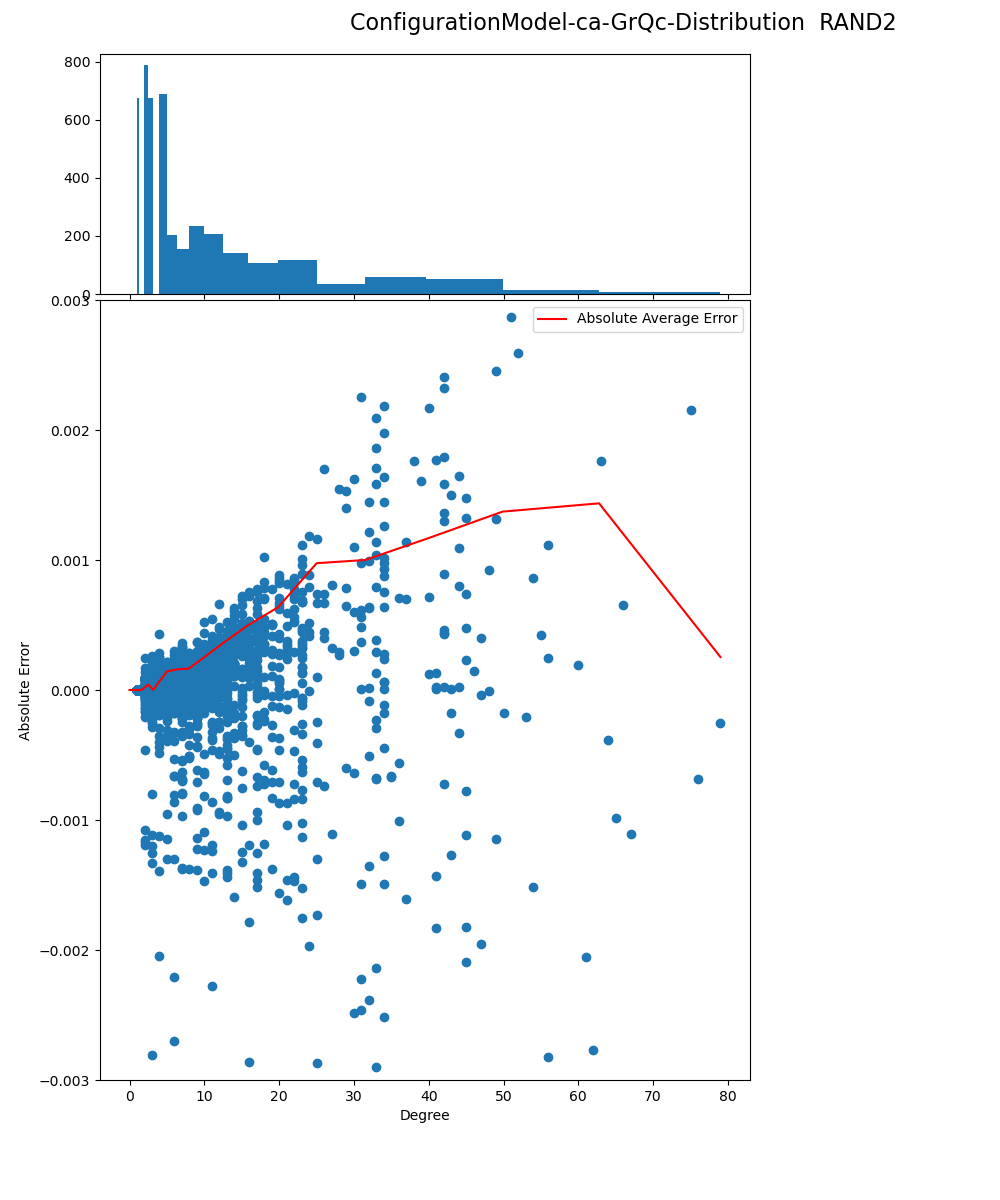 ConfigurationModel-ca-GrQc-Distribution  RAND2
800
600
400
200
0
0.003
Absolute Average Error
0.002
0.001
0.000
−0.001
−0.002
−0.003
Absolute Error
0 10 20 30 40 50 60 70 80
Degree